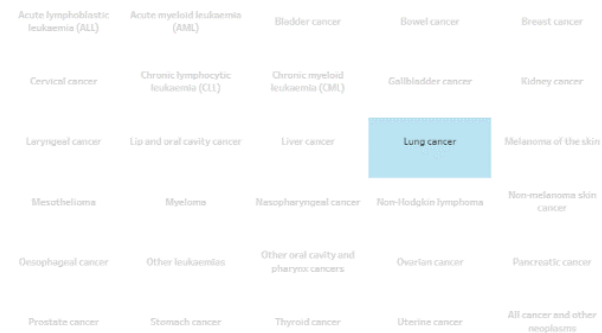 Acute lymphoblastic
leukaemia (ALL)
Acute myeloid leukaemia
(AML)
Bladder cancer
Bowel cancer
Breast cancer
Cervical cancer
Chronic lymphocytic
leukaemia (CLL)
Chronic myeloid
leukaemia (CML)
Gallbladder cancer
Kidney cancer
Laryngeal cancer
Lip and oral cavity cancer
Liver cancer
Lung cancer
Melanoma of the skin
Mesothelioma
Myeloma
Nasopharyngeal cancer
Non-Hodgkin lymphoma
Non-melanoma skin
cancer
Oesophageal cancer
Other leukaemias
Other oral cavity and
pharynx cancers
Ovarian cancer
Pancreatic cancer
Prostate cancer
Stomach cancer
Thyroid cancer
Uterine cancer
All cancer and other
neoplasms